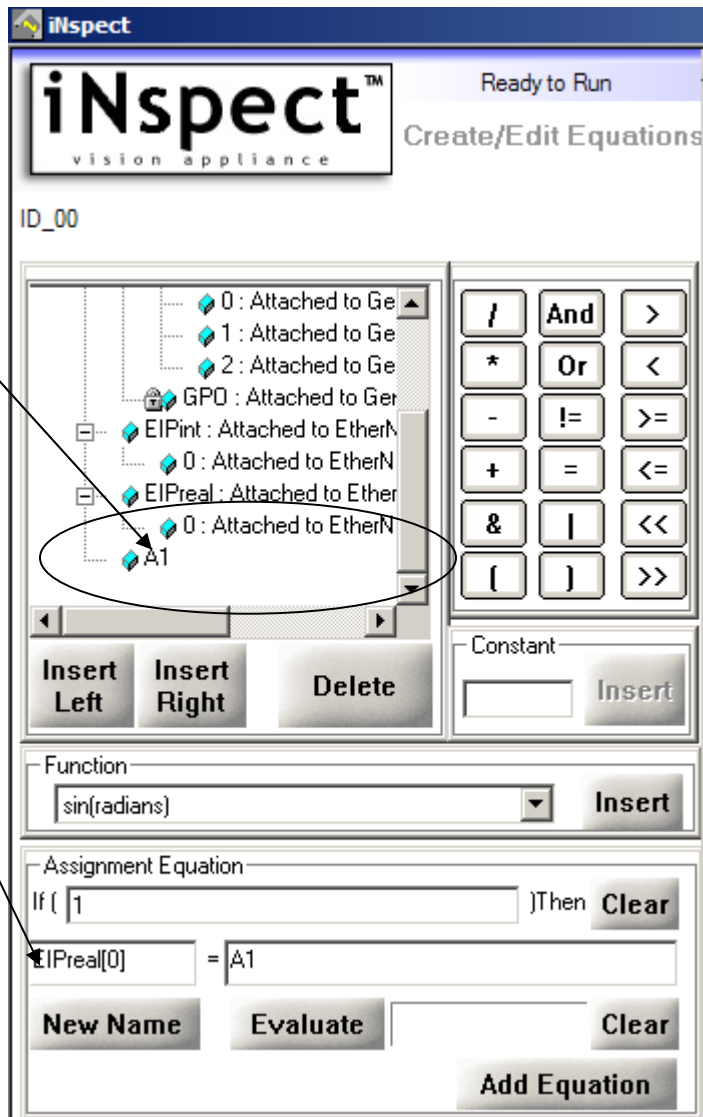 iNspect
iNspect™
vision appliance
Ready to Run
Create/Edit Equations
ID_00
0 : Attached to Ge
1 : Attached to Ge
2 : Attached to Ge
GPO : Attached to Ger
EIPint : Attached to EtherN
0 : Attached to EtherN
EIPreal : Attached to Ether
0 : Attached to EtherN
A1
/ And >
* Or <
- != >=
+ = <=
& | <<
( ) >>
Insert Left
Insert Right
Delete
Constant
Insert
Function
sin(radians)
Insert
Assignment Equation
If ( 1 )Then Clear
EIPreal[0] = A1
New Name Evaluate Clear
Add Equation